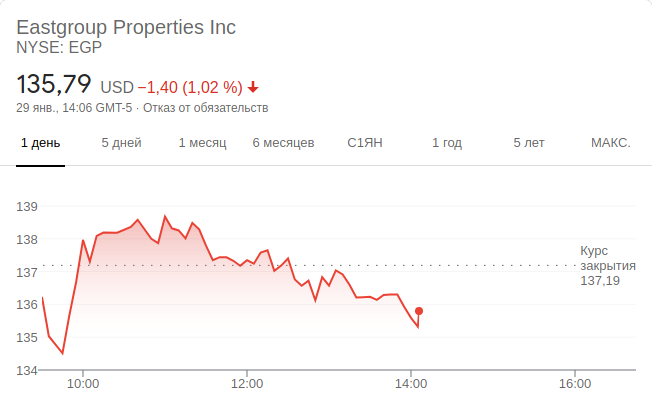 Eastgroup Properties Inc
NYSE: EGP
135,79 USD −1,40 (1,02 %)
29 янв., 14:06 GMT-5 · Отказ от обязательств
1 день 5 дней 1 месяц 6 месяцев С1ЯН 1 год 5 лет МАКС.
139
138
Курс
закрытия
137,19
137
136
135
134
10:00 12:00 14:00 16:00